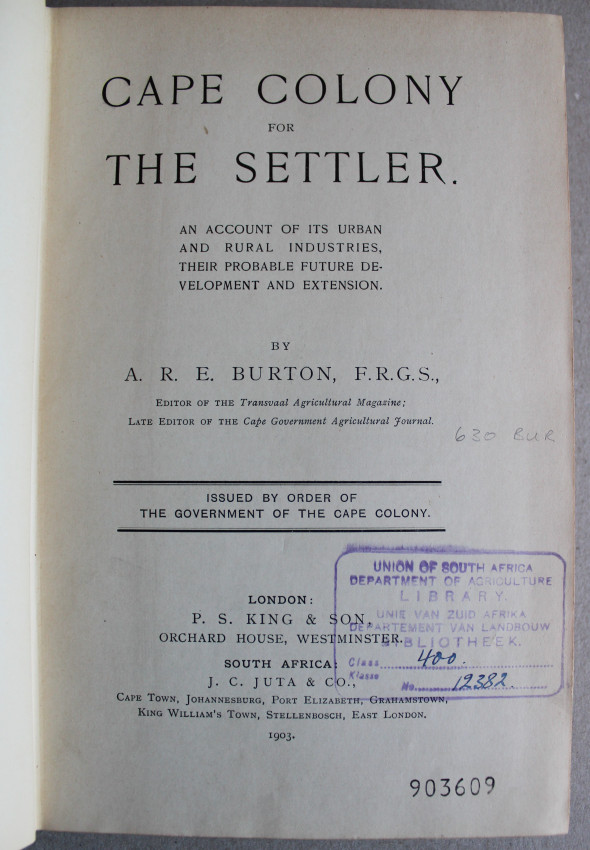 CAPE COLONY
FOR
THE SETTLER.
AN ACCOUNT OF ITS URBAN
AND RURAL INDUSTRIES,
THEIR PROBABLE FUTURE DE-
VELOPMENT AND EXTENSION.
BY
A. R. E. BURTON, F.R.G.S.,
EDITOR OF THE Transvaal Agricultural Magazine;
LATE EDITOR OF THE Cape Government Agricultural Journal.
630 BUR
ISSUED BY ORDER OF
THE GOVERNMENT OF THE CAPE COLONY.
LONDON:
P. S. KING & SON,
ORCHARD HOUSE, WESTMINSTER.
SOUTH AFRICA:
J. C. JUTA & CO.,
CAPE TOWN, JOHANNESBURG, PORT ELIZABETH, GRAHAMSTOWN,
KING WILLIAM'S TOWN, STELLENBOSCH, EAST LONDON.
1903.
UNION OF SOUTH AFRICA
DEPARTMENT OF AGRICULTURE
LIBRARY.
UNIE VAN ZUID AFRIKA
DEPARTEMENT VAN LANDBOUW
BIBLIOTHEEK.
Class 400.
Klasse
No. 12382.
903609